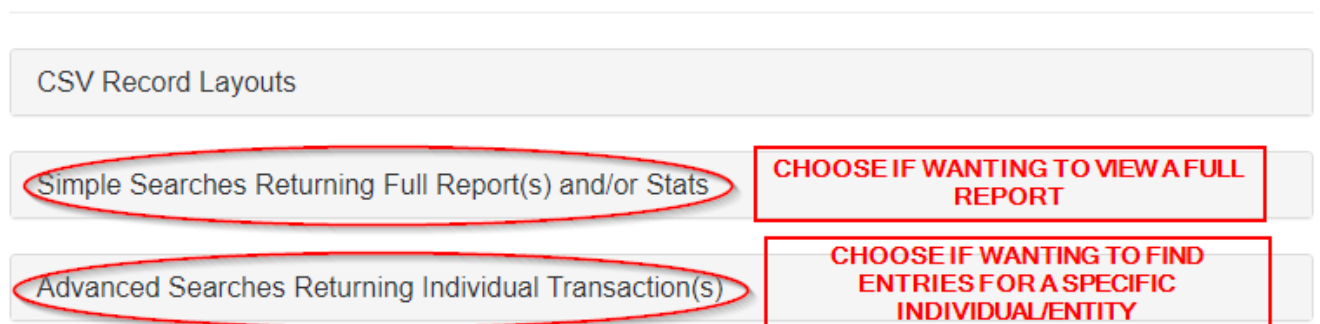 CSV Record Layouts
Simple Searches Returning Full Report(s) and/or Stats
CHOOSE IF WANTING TO VIEW A FULL
REPORT
Advanced Searches Returning Individual Transaction(s)
CHOOSE IF WANTING TO FIND
ENTRIES FOR A SPECIFIC
INDIVIDUAL/ENTITY